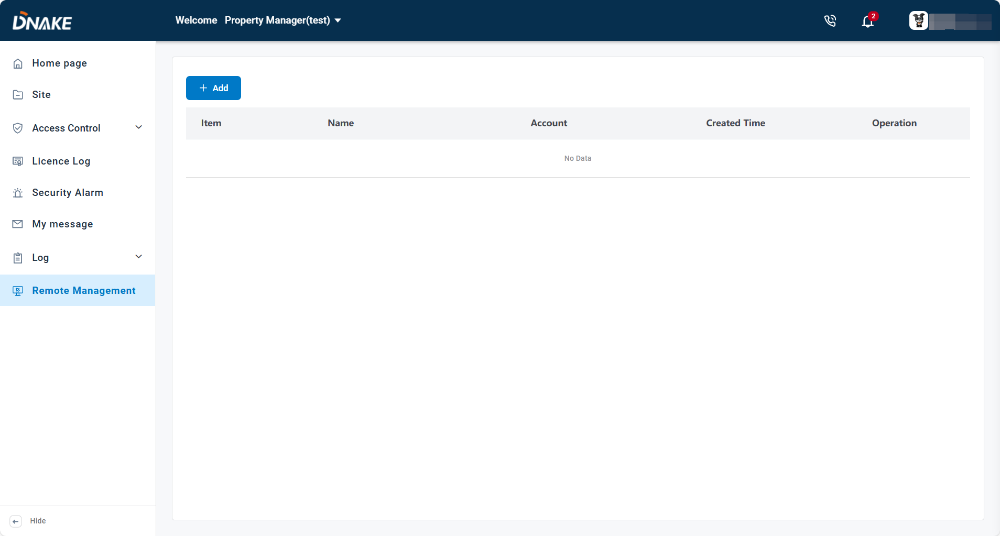 DNAKE
Welcome Property Manager(test)
2
Home page
Site
Access Control
Licence Log
Security Alarm
My message
Log
Remote Management
Hide
+ Add
Item Name Account Created Time Operation
No Data